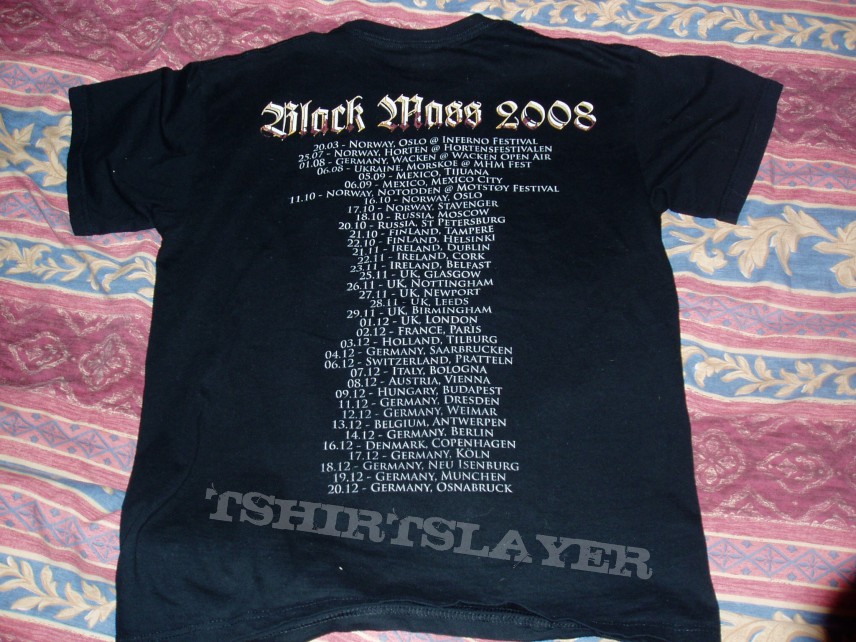 Black Mass 2008
20.03 - Norway, Oslo @ Inferno Festival
25.07 - Norway, Horten @ Hortensfestivalen
01.08 - Germany, Wacken @ Wacken Open Air
06.08 - Ukraine, Morskoe @ MHM Fest
05.09 - Mexico, Tijuana
06.09 - Mexico, Mexico City
11.10 - Norway, Notodden @ Motstøy Festival
16.10 - Norway, Oslo
17.10 - Norway, Stavenger
18.10 - Russia, Moscow
20.10 - Russia, St Petersburg
21.10 - Finland, Tampere
22.10 - Finland, Helsinki
21.11 - Ireland, Dublin
22.11 - Ireland, Cork
23.11 - Ireland, Belfast
25.11 - UK, Glasgow
26.11 - UK, Nottingham
27.11 - UK, Newport
28.11 - UK, Leeds
29.11 - UK, Birmingham
01.12 - UK, London
02.12 - France, Paris
03.12 - Holland, Tilburg
04.12 - Germany, Saarbrucken
06.12 - Switzerland, Pratteln
07.12 - Italy, Bologna
08.12 - Austria, Vienna
09.12 - Hungary, Budapest
11.12 - Germany, Dresden
12.12 - Germany, Weimar
13.12 - Belgium, Antwerpen
14.12 - Germany, Berlin
16.12 - Denmark, Copenhagen
17.12 - Germany, Köln
18.12 - Germany, Neu Isenburg
19.12 - Germany, Munchen
20.12 - Germany, Osnabruck
TSHIRTSLAYER